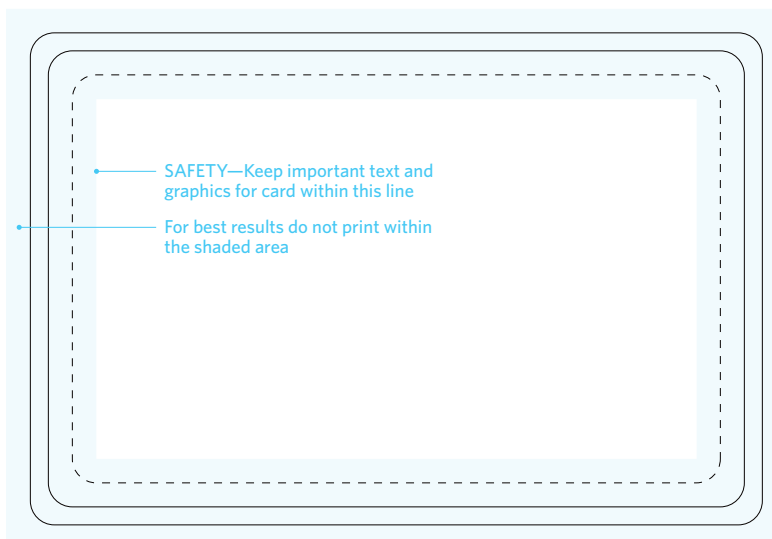 SAFETY—Keep important text and
graphics for card within this line
For best results do not print within
the shaded area